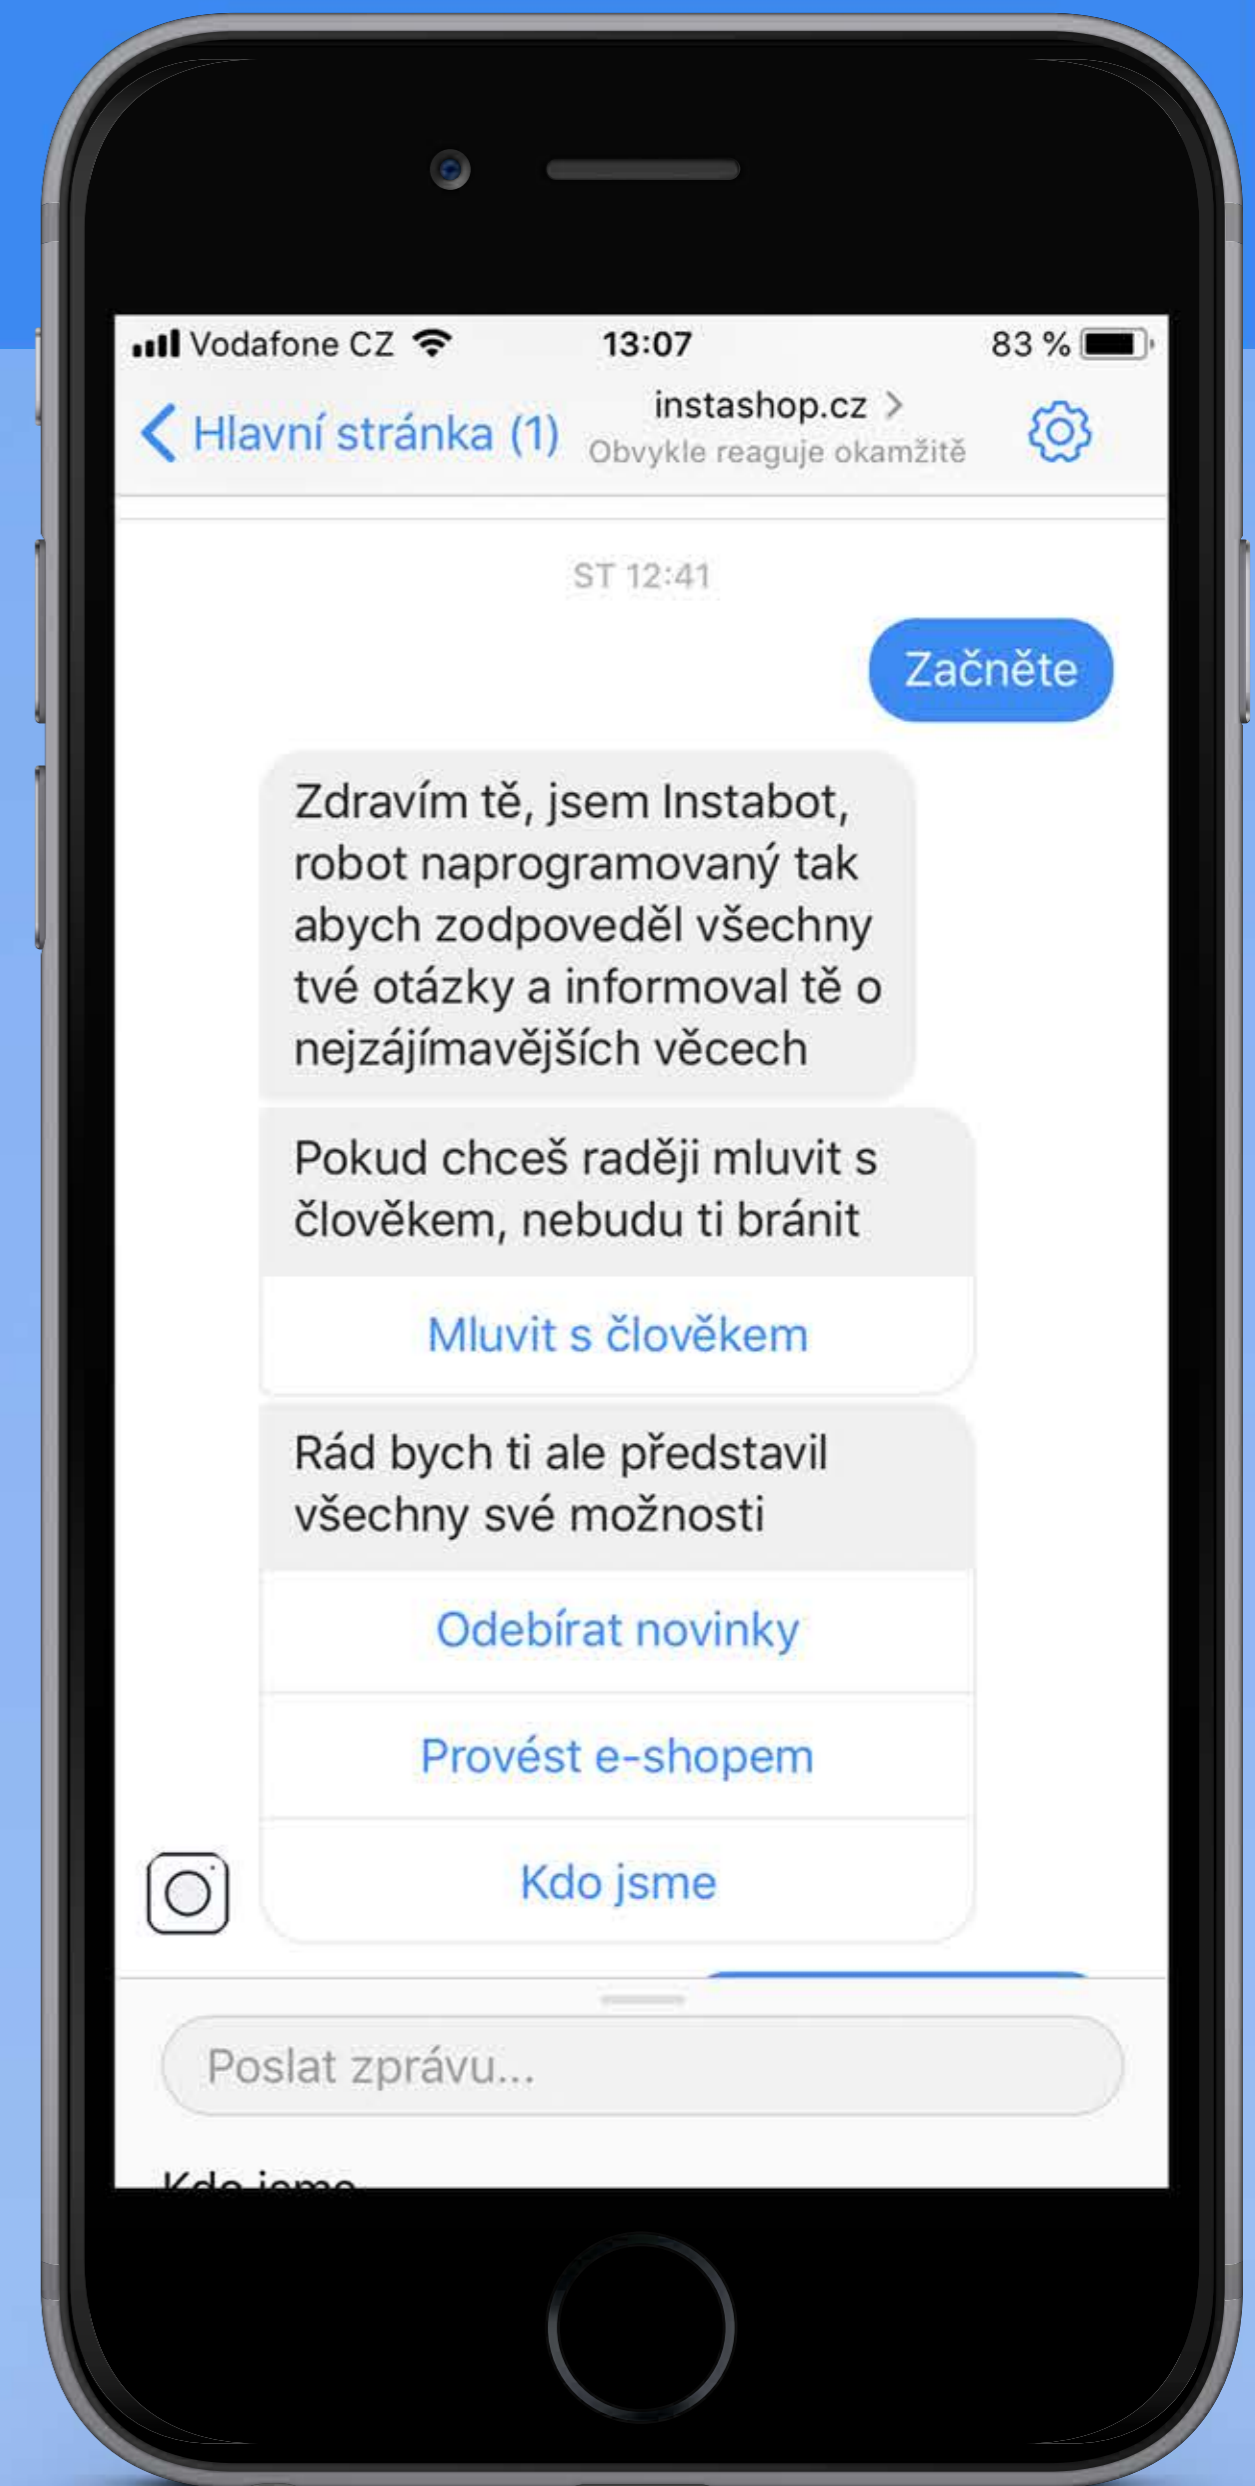 Vodafone CZ 13:07 83 %
Hlavní stránka (1)
instashop.cz
Obvykle reaguje okamžitě
ST 12:41
Začněte
Zdravím tě, jsem Instabot,
robot naprogramovaný tak
abych zodpoveděl všechny
tvé otázky a informoval tě o
nejzájímavějších věcech
Pokud chceš raději mluvit s
člověkem, nebudu ti bránit
Mluvit s člověkem
Rád bych ti ale představil
všechny své možnosti
Odebírat novinky
Provést e-shopem
Kdo jsme
Poslat zprávu...
Kdo jsme